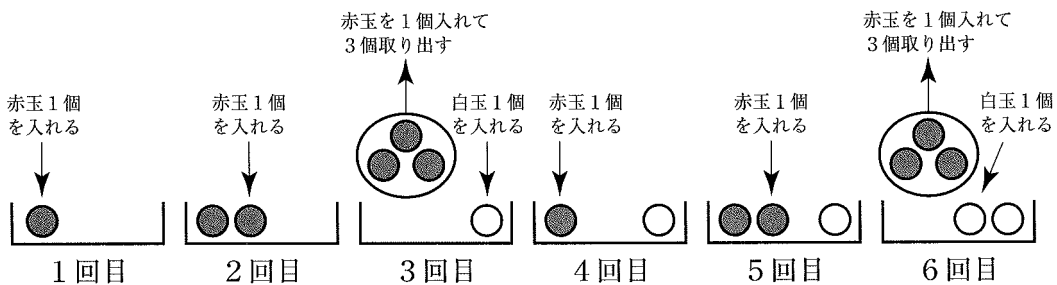 赤玉を1個入れて
3個取り出す
赤玉を1個入れて
3個取り出す
赤玉1個
を入れる
赤玉1個
を入れる
白玉1個
を入れる
赤玉1個
を入れる
赤玉1個
を入れる
白玉1個
を入れる
1回目
2回目
3回目
4回目
5回目
6回目